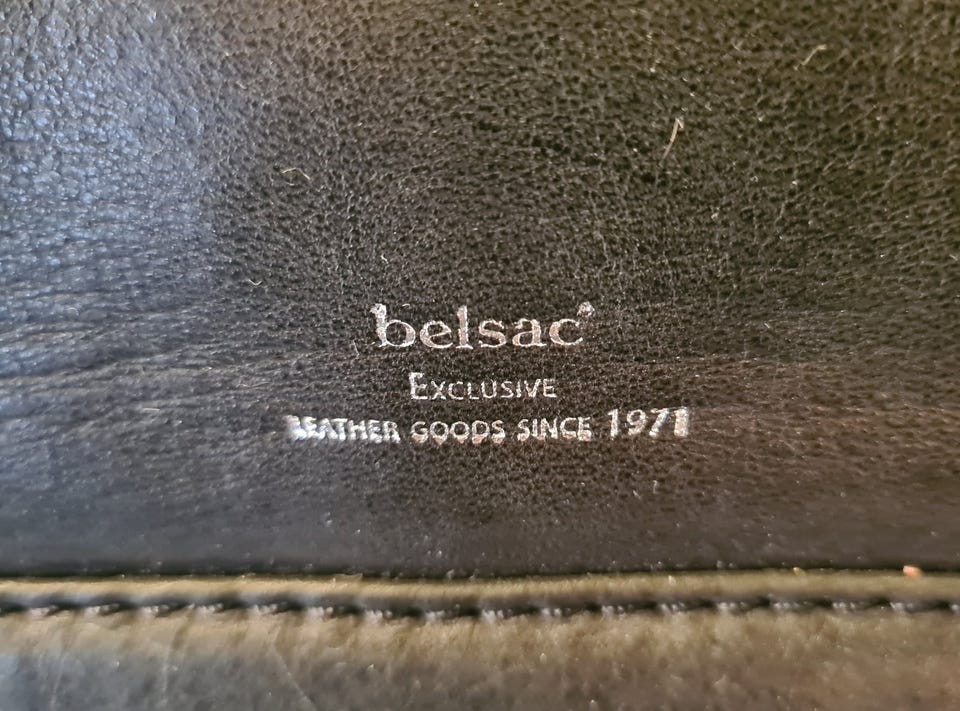 belsac®
EXCLUSIVE
LEATHER GOODS SINCE 1971